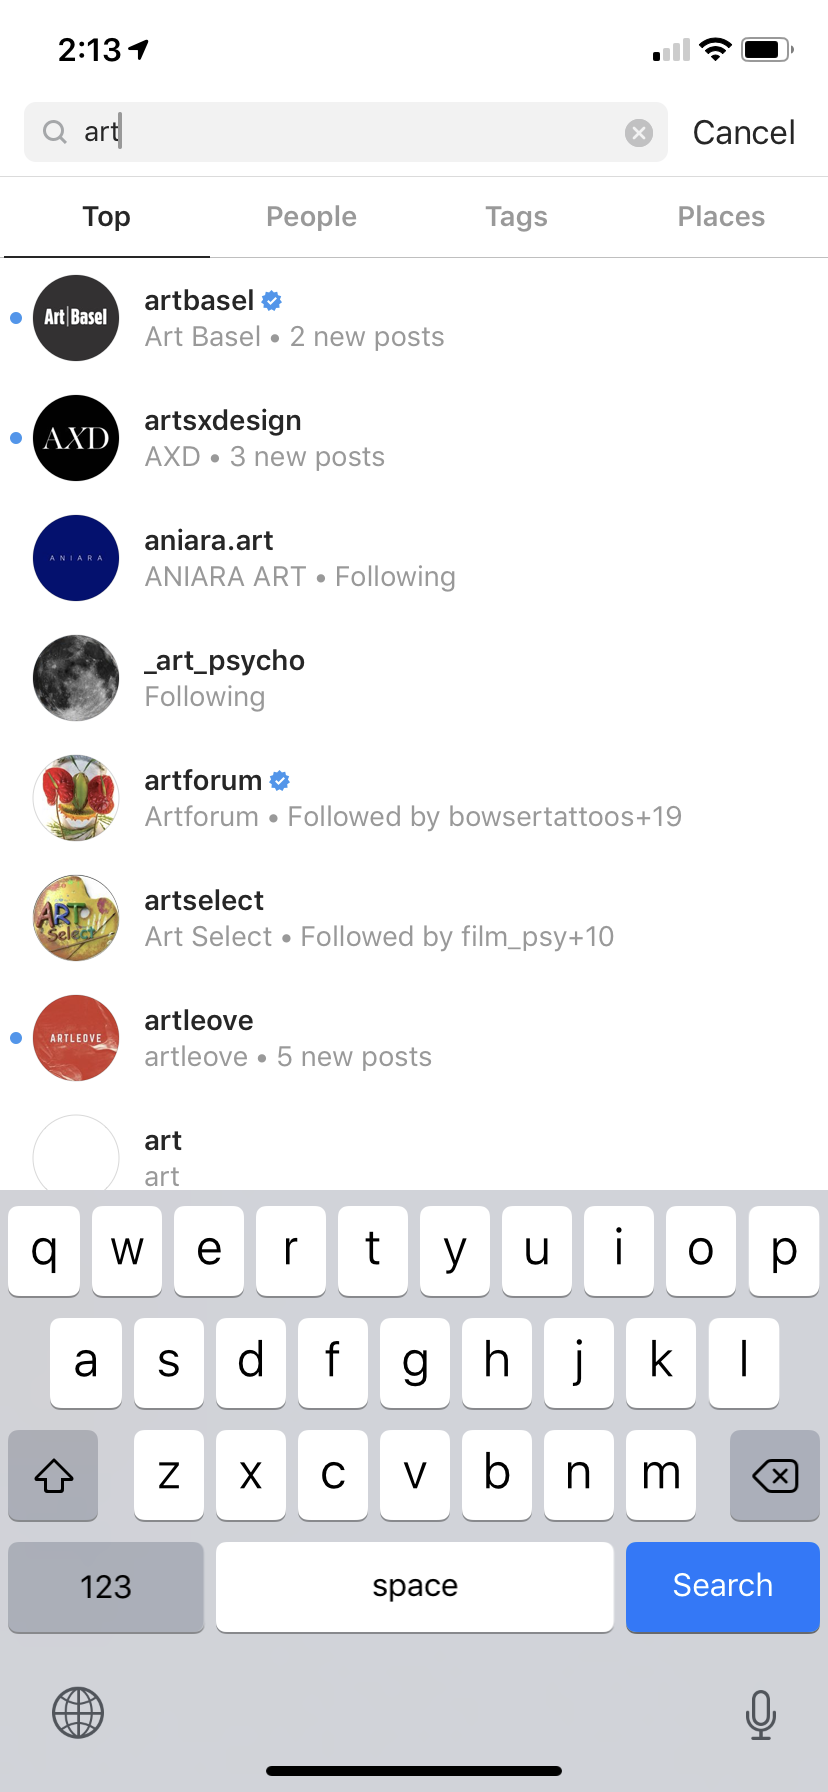 2:13
art
Cancel
Top People Tags Places
Art Basel
artbasel
Art Basel • 2 new posts
AXD
artsxdesign
AXD • 3 new posts
ANIARA
aniara.art
ANIARA ART • Following
_art_psycho
Following
artforum
Artforum • Followed by bowsertattoos+19
ART
Select
artselect
Art Select • Followed by film_psy+10
ARTLEOVE
artleove
artleove • 5 new posts
art
art
q w e r t y u i o p
a s d f g h j k l
z x c v b n m
123 space Search